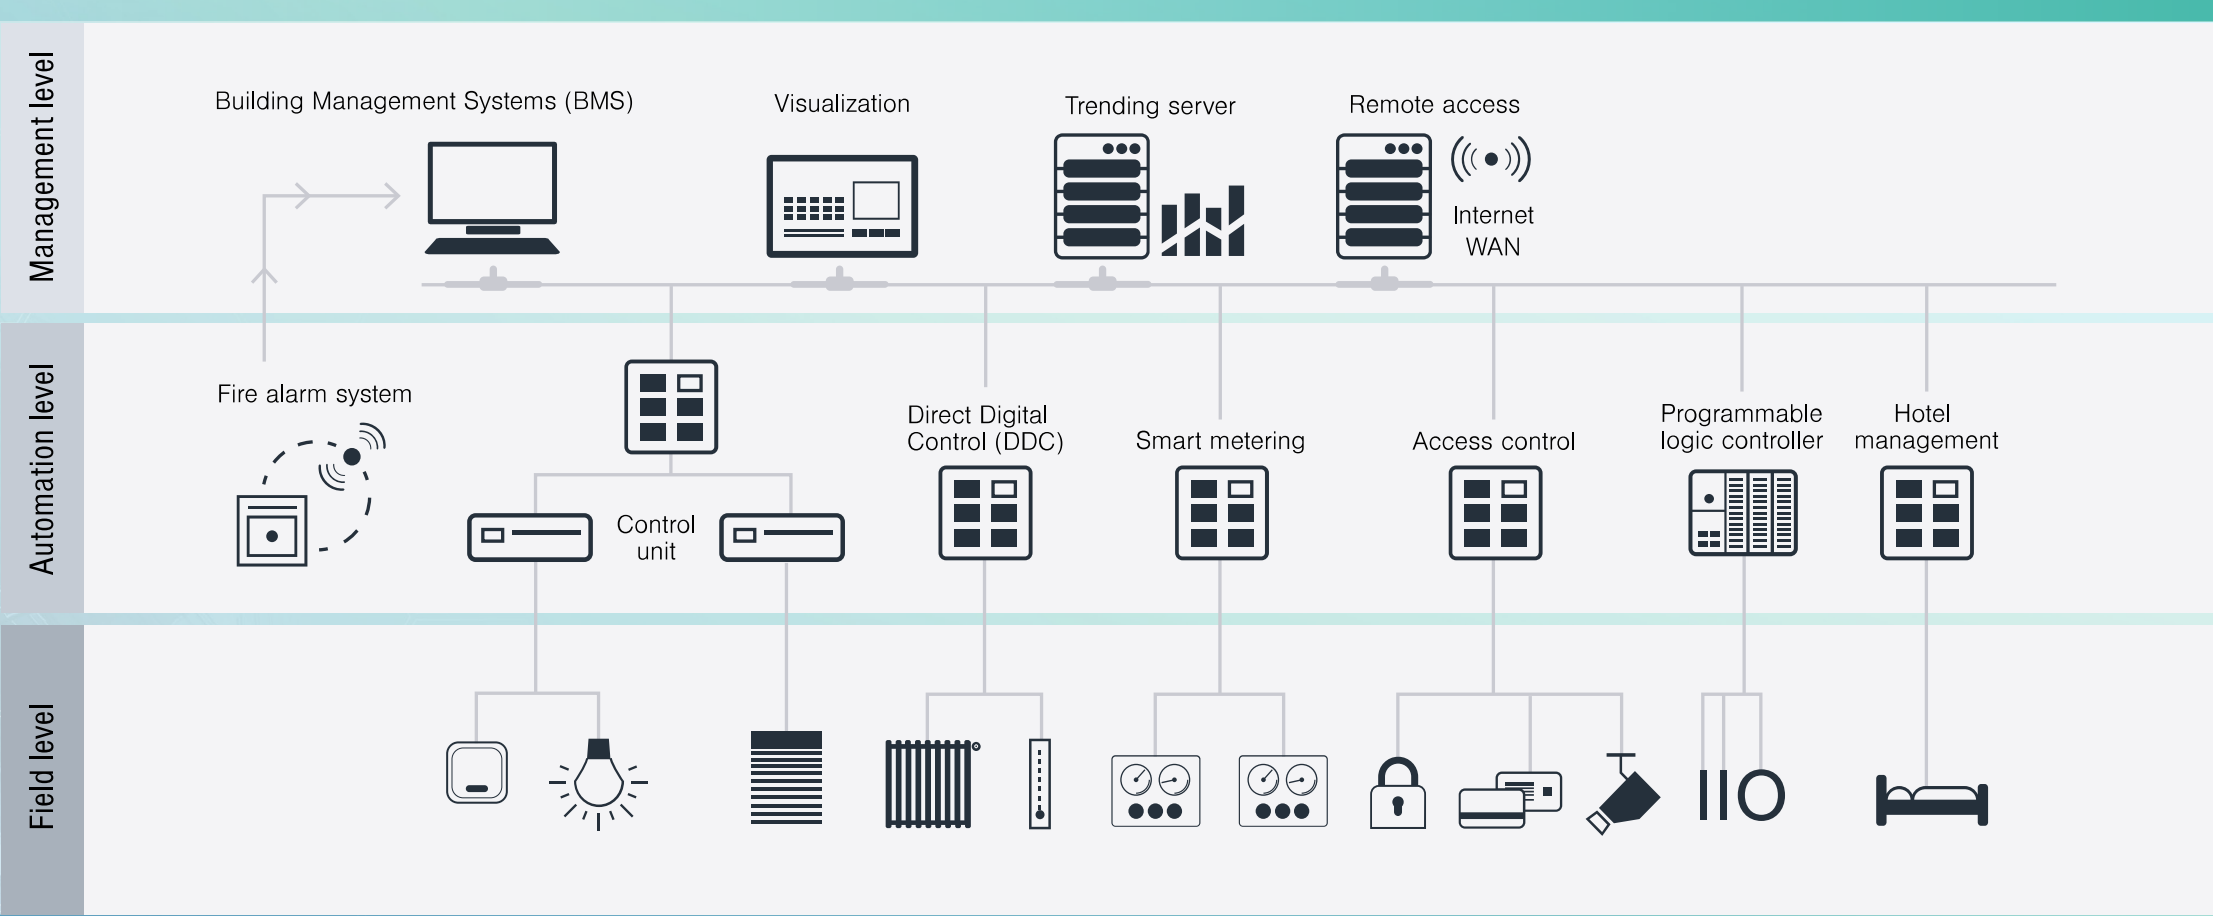 Management level
Building Management Systems (BMS)
Visualization
Trending server
Remote access
Internet
WAN
Automation level
Fire alarm system
Control
unit
Direct Digital
Control (DDC)
Smart metering
Access control
Programmable
logic controller
Hotel
management
Field level